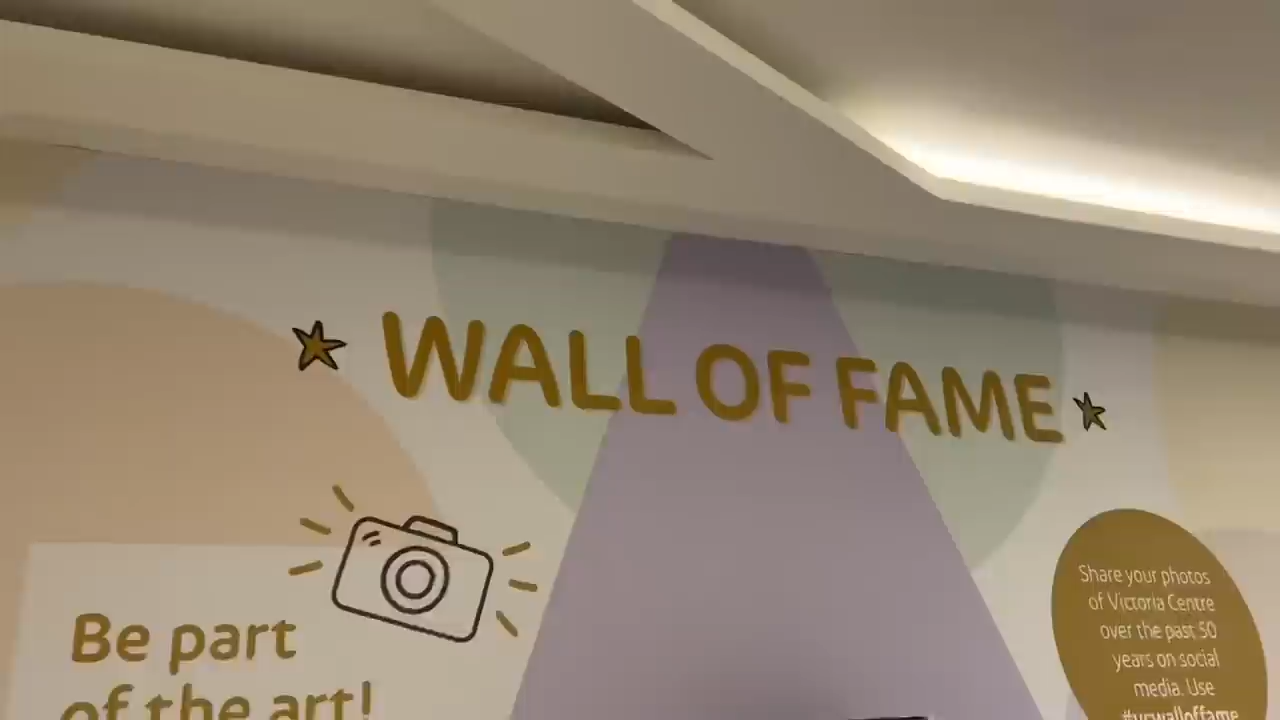 WALL OF FAME
Be part
of the art!
Share your photos
of Victoria Centre
over the past 50
years on social
media. Use
#vcwalloffame